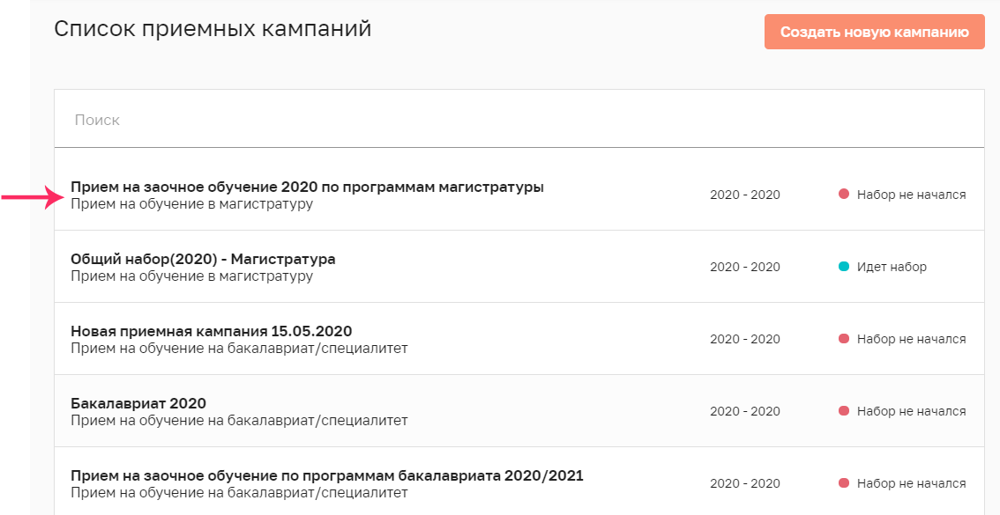 Список приемных кампаний
Создать новую кампанию
Поиск
Прием на заочное обучение 2020 по программам магистратуры
Прием на обучение в магистратуру
2020 - 2020
Набор не начался
Общий набор(2020) - Магистратура
Прием на обучение в магистратуру
2020 - 2020
Идет набор
Новая приемная кампания 15.05.2020
Прием на обучение на бакалавриат/специалитет
2020 - 2020
Набор не начался
Бакалавриат 2020
Прием на обучение на бакалавриат/специалитет
2020 - 2020
Набор не начался
Прием на заочное обучение по программам бакалавриата 2020/2021
Прием на обучение на бакалавриат/специалитет
2020 - 2020
Набор не начался